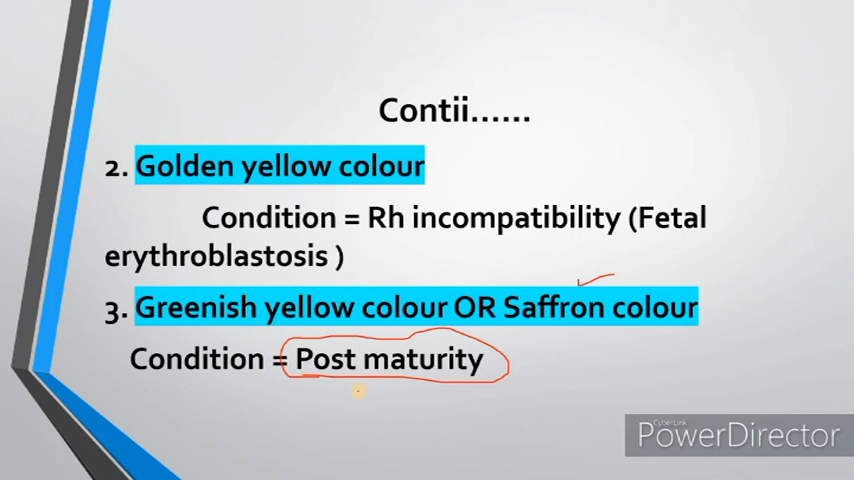 Contii......
2. Golden yellow colour
Condition = Rh incompatibility (Fetal
erythroblastosis )
3. Greenish yellow colour OR Saffron colour
Condition = Post maturity
CyberLink
PowerDirector